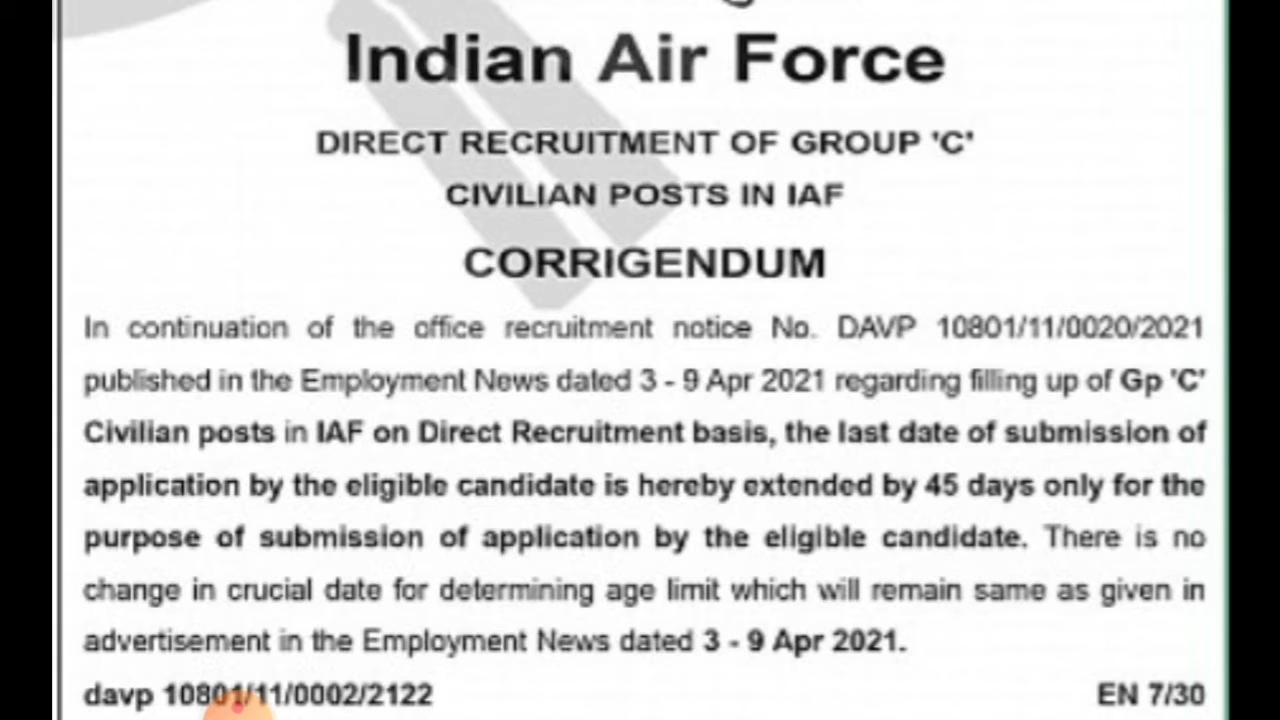 Indian Air Force
DIRECT RECRUITMENT OF GROUP 'C'
CIVILIAN POSTS IN IAF
CORRIGENDUM
In continuation of the office recruitment notice No. DAVP 10801/11/0020/2021
published in the Employment News dated 3 - 9 Apr 2021 regarding filling up of Gp 'C'
Civilian posts in IAF on Direct Recruitment basis, the last date of submission of
application by the eligible candidate is hereby extended by 45 days only for the
purpose of submission of application by the eligible candidate. There is no
change in crucial date for determining age limit which will remain same as given in
advertisement in the Employment News dated 3 - 9 Apr 2021.
davp 10801/11/0002/2122
EN 7/30